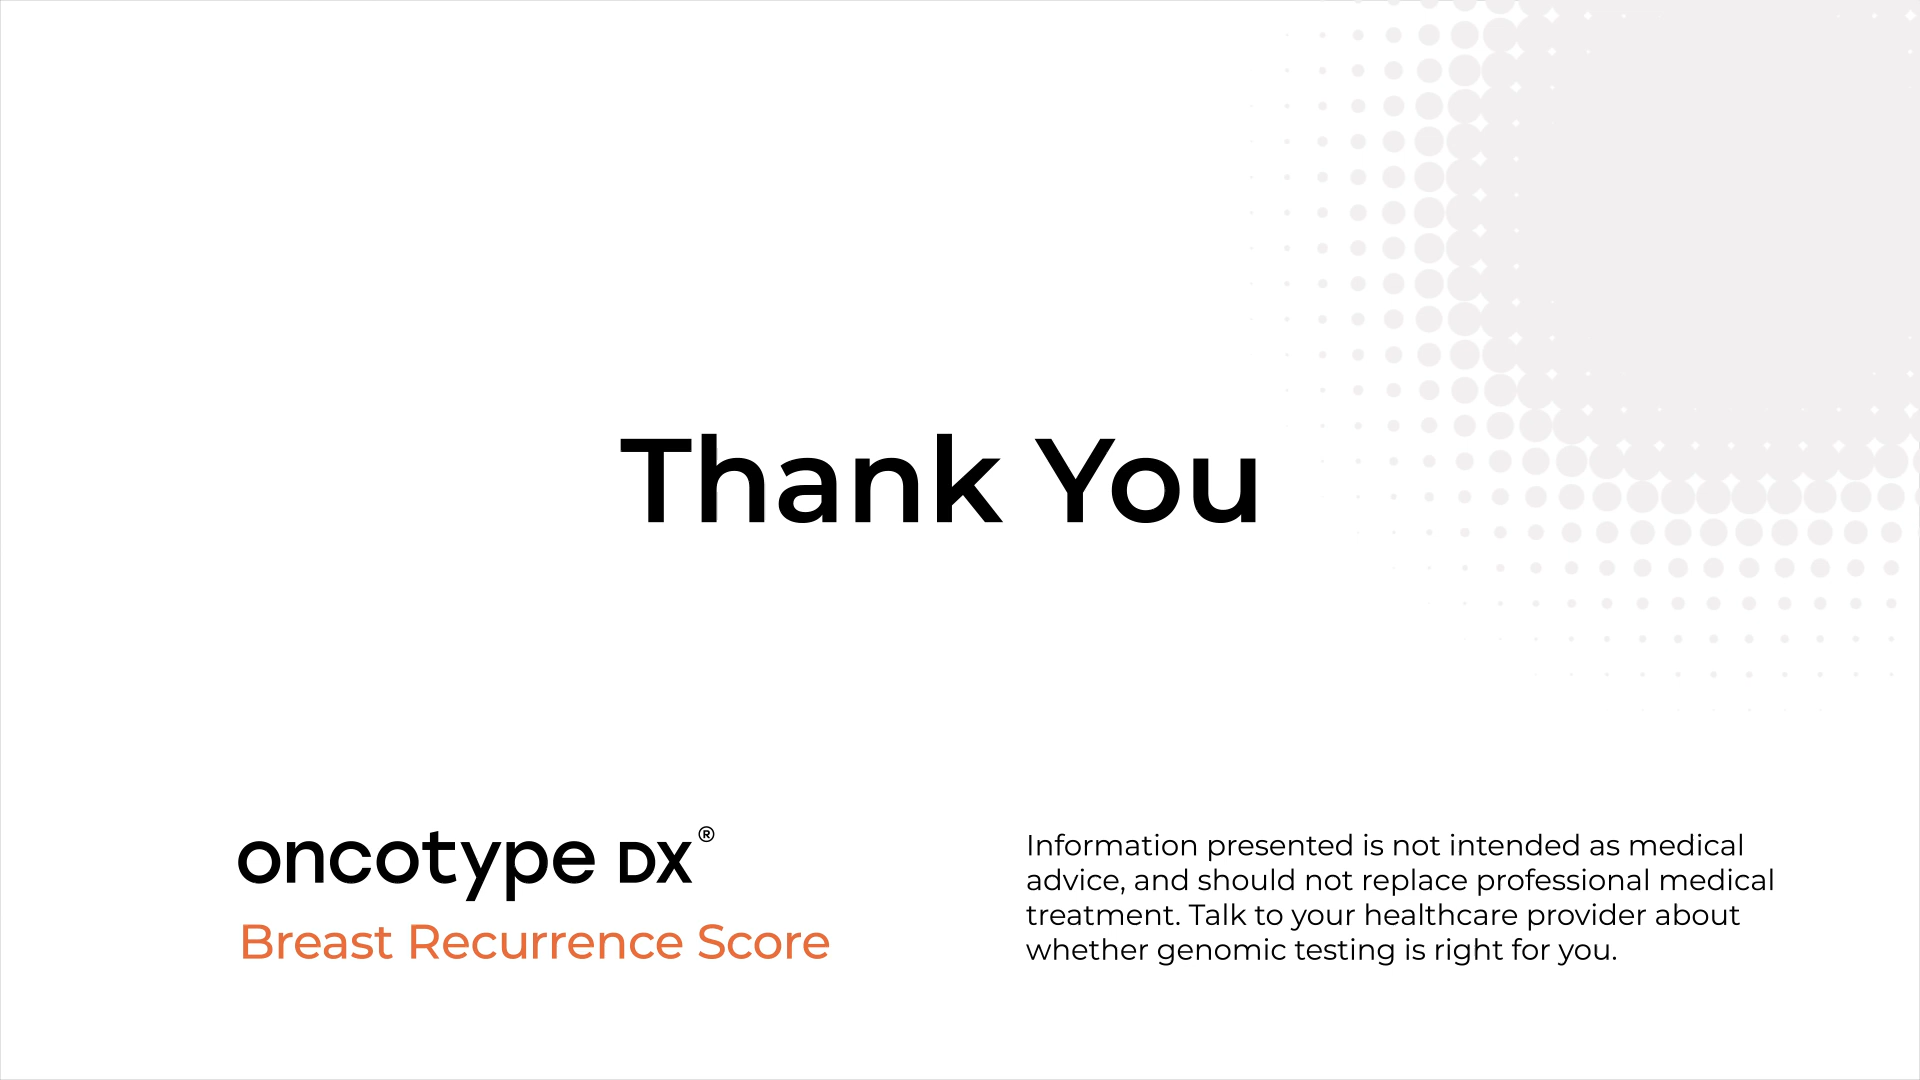 Thank You
oncotype DX®
Breast Recurrence Score
Information presented is not intended as medical
advice, and should not replace professional medical
treatment. Talk to your healthcare provider about
whether genomic testing is right for you.